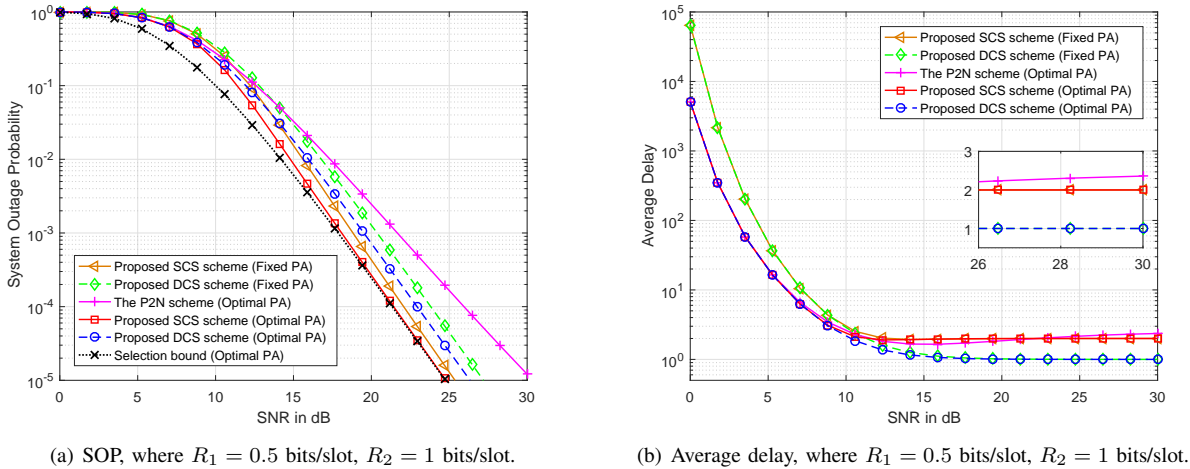 10^0
10^-1
10^-2
10^-3
10^-4
10^-5
System Outage Probability
Proposed SCS scheme (Fixed PA)
Proposed DCS scheme (Fixed PA)
The P2N scheme (Optimal PA)
Proposed SCS scheme (Optimal PA)
Proposed DCS scheme (Optimal PA)
Selection bound (Optimal PA)
0 5 10 15 20 25 30
SNR in dB
(a) SOP, where R_1 = 0.5 bits/slot, R_2 = 1 bits/slot.
10^5
10^4
10^3
10^2
10^1
10^0
Average Delay
Proposed SCS scheme (Fixed PA)
Proposed DCS scheme (Fixed PA)
The P2N scheme (Optimal PA)
Proposed SCS scheme (Optimal PA)
Proposed DCS scheme (Optimal PA)
3
2
1
26 28 30
0 5 10 15 20 25 30
SNR in dB
(b) Average delay, where R_1 = 0.5 bits/slot, R_2 = 1 bits/slot.